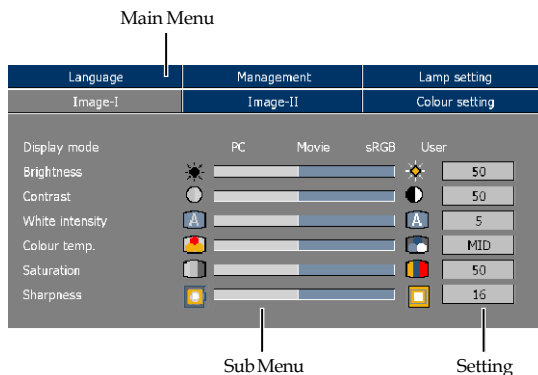 Main Menu
Language Management Lamp setting
Image-I Image-II Colour setting
Display mode PC Movie sRGB User
Brightness 50
Contrast 50
White intensity A A 5
Colour temp. MID
Saturation 50
Sharpness 16
Sub Menu Setting